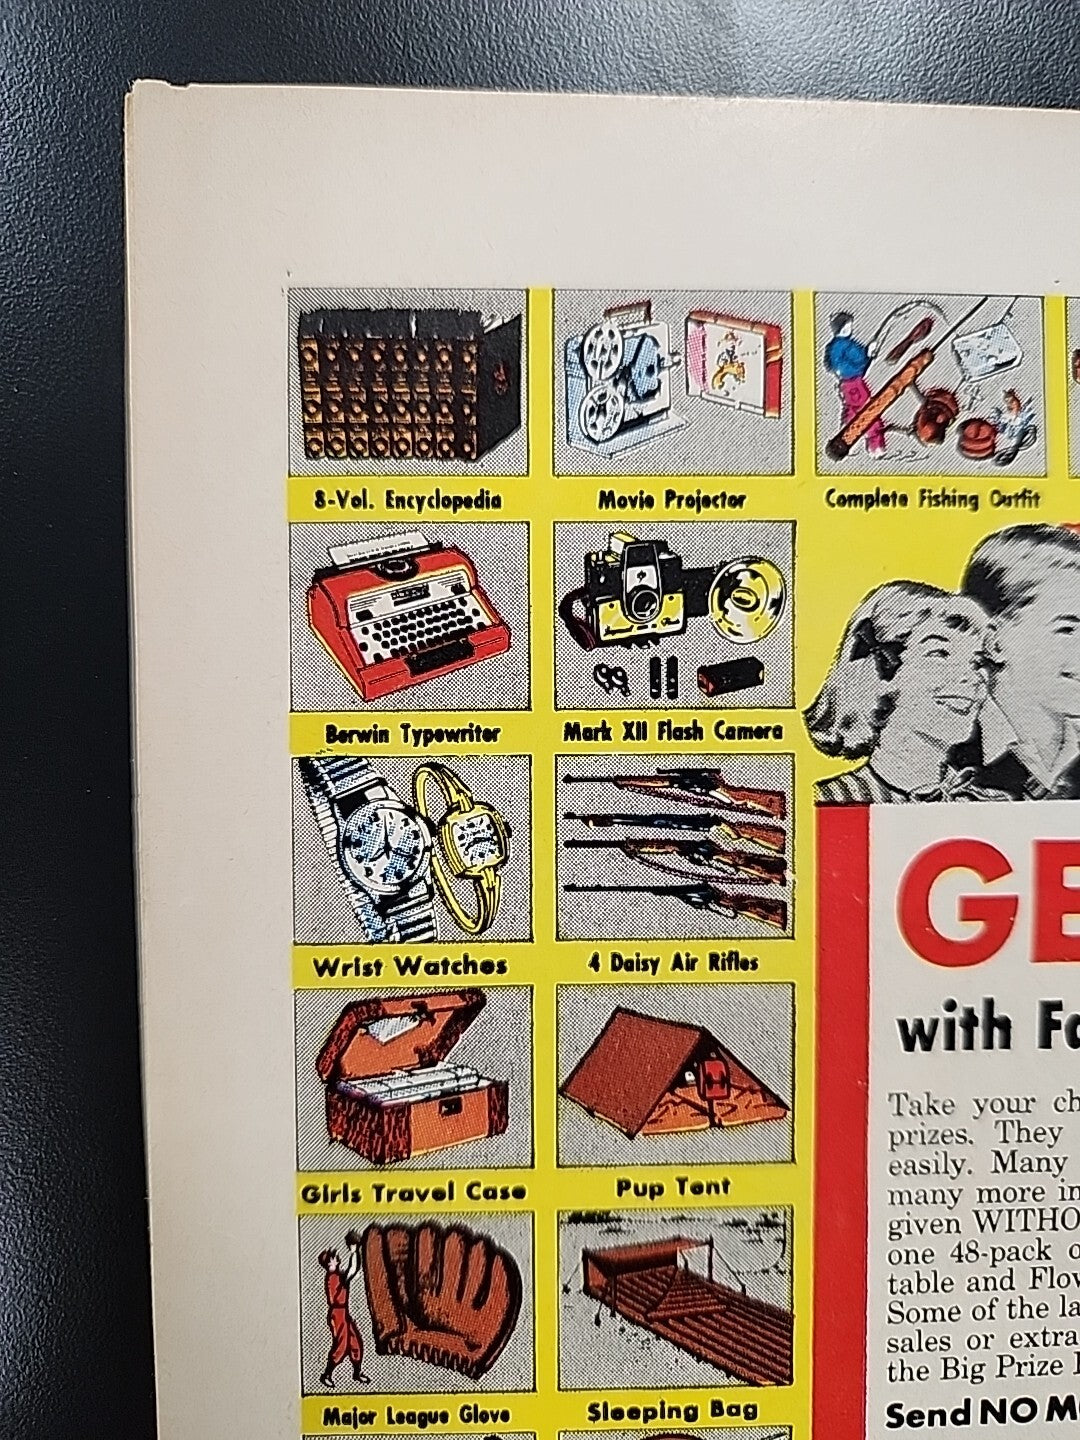 8-Vol. Encyclopedia
Movie Projector
Complete Fishing Outfit
Berwin Typewriter
Mark XII Flash Camera
Wrist Watches
4 Daisy Air Rifles
Girls Travel Case
Pup Tent
Major League Glove
Sleeping Bag
GE
with Fa
Take your ch
prizes. They
easily. Many
many more in
given WITHO
one 48-pack o
table and Flow
Some of the la
sales or extra
the Big Prize
Send NO M